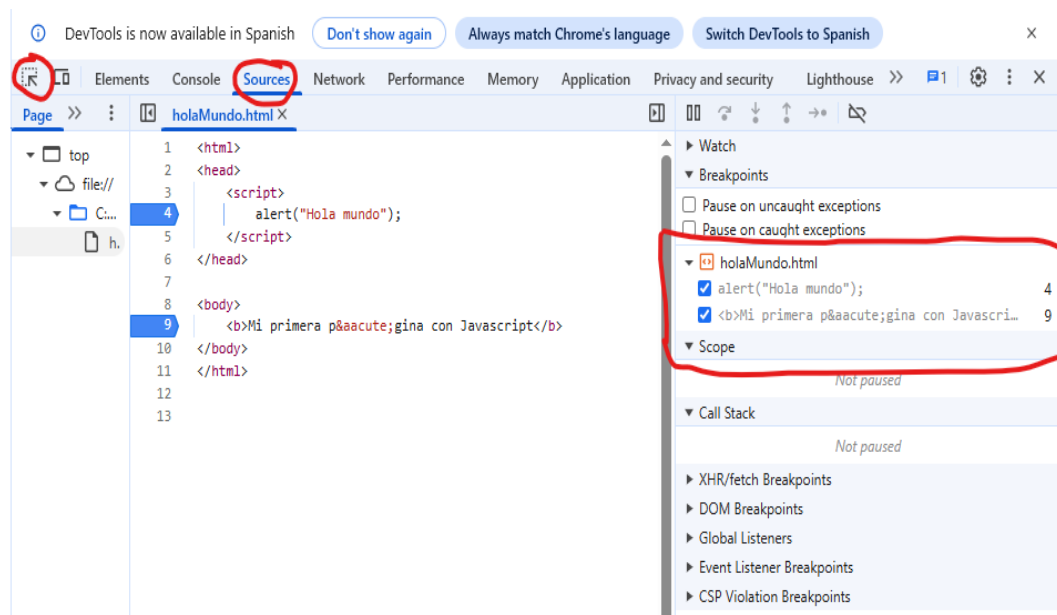 DevTools is now available in Spanish Don't show again Always match Chrome's language Switch DevTools to Spanish
Elements Console Sources Network Performance Memory Application Privacy and security Lighthouse 1
Page
holaMundo.html
top
file://
C:...
h.
1 <html>
2 <head>
3 <script>
4 alert("Hola mundo");
5 </script>
6 </head>
7
8 <body>
9 <b>Mi primera p&aacute;gina con Javascript</b>
10 </body>
11 </html>
12
13
Watch
Breakpoints
Pause on uncaught exceptions
Pause on caught exceptions
holaMundo.html
alert("Hola mundo"); 4
<b>Mi primera p&aacute;gina con Javascri… 9
Scope
Not paused
Call Stack
Not paused
XHR/fetch Breakpoints
DOM Breakpoints
Global Listeners
Event Listener Breakpoints
CSP Violation Breakpoints